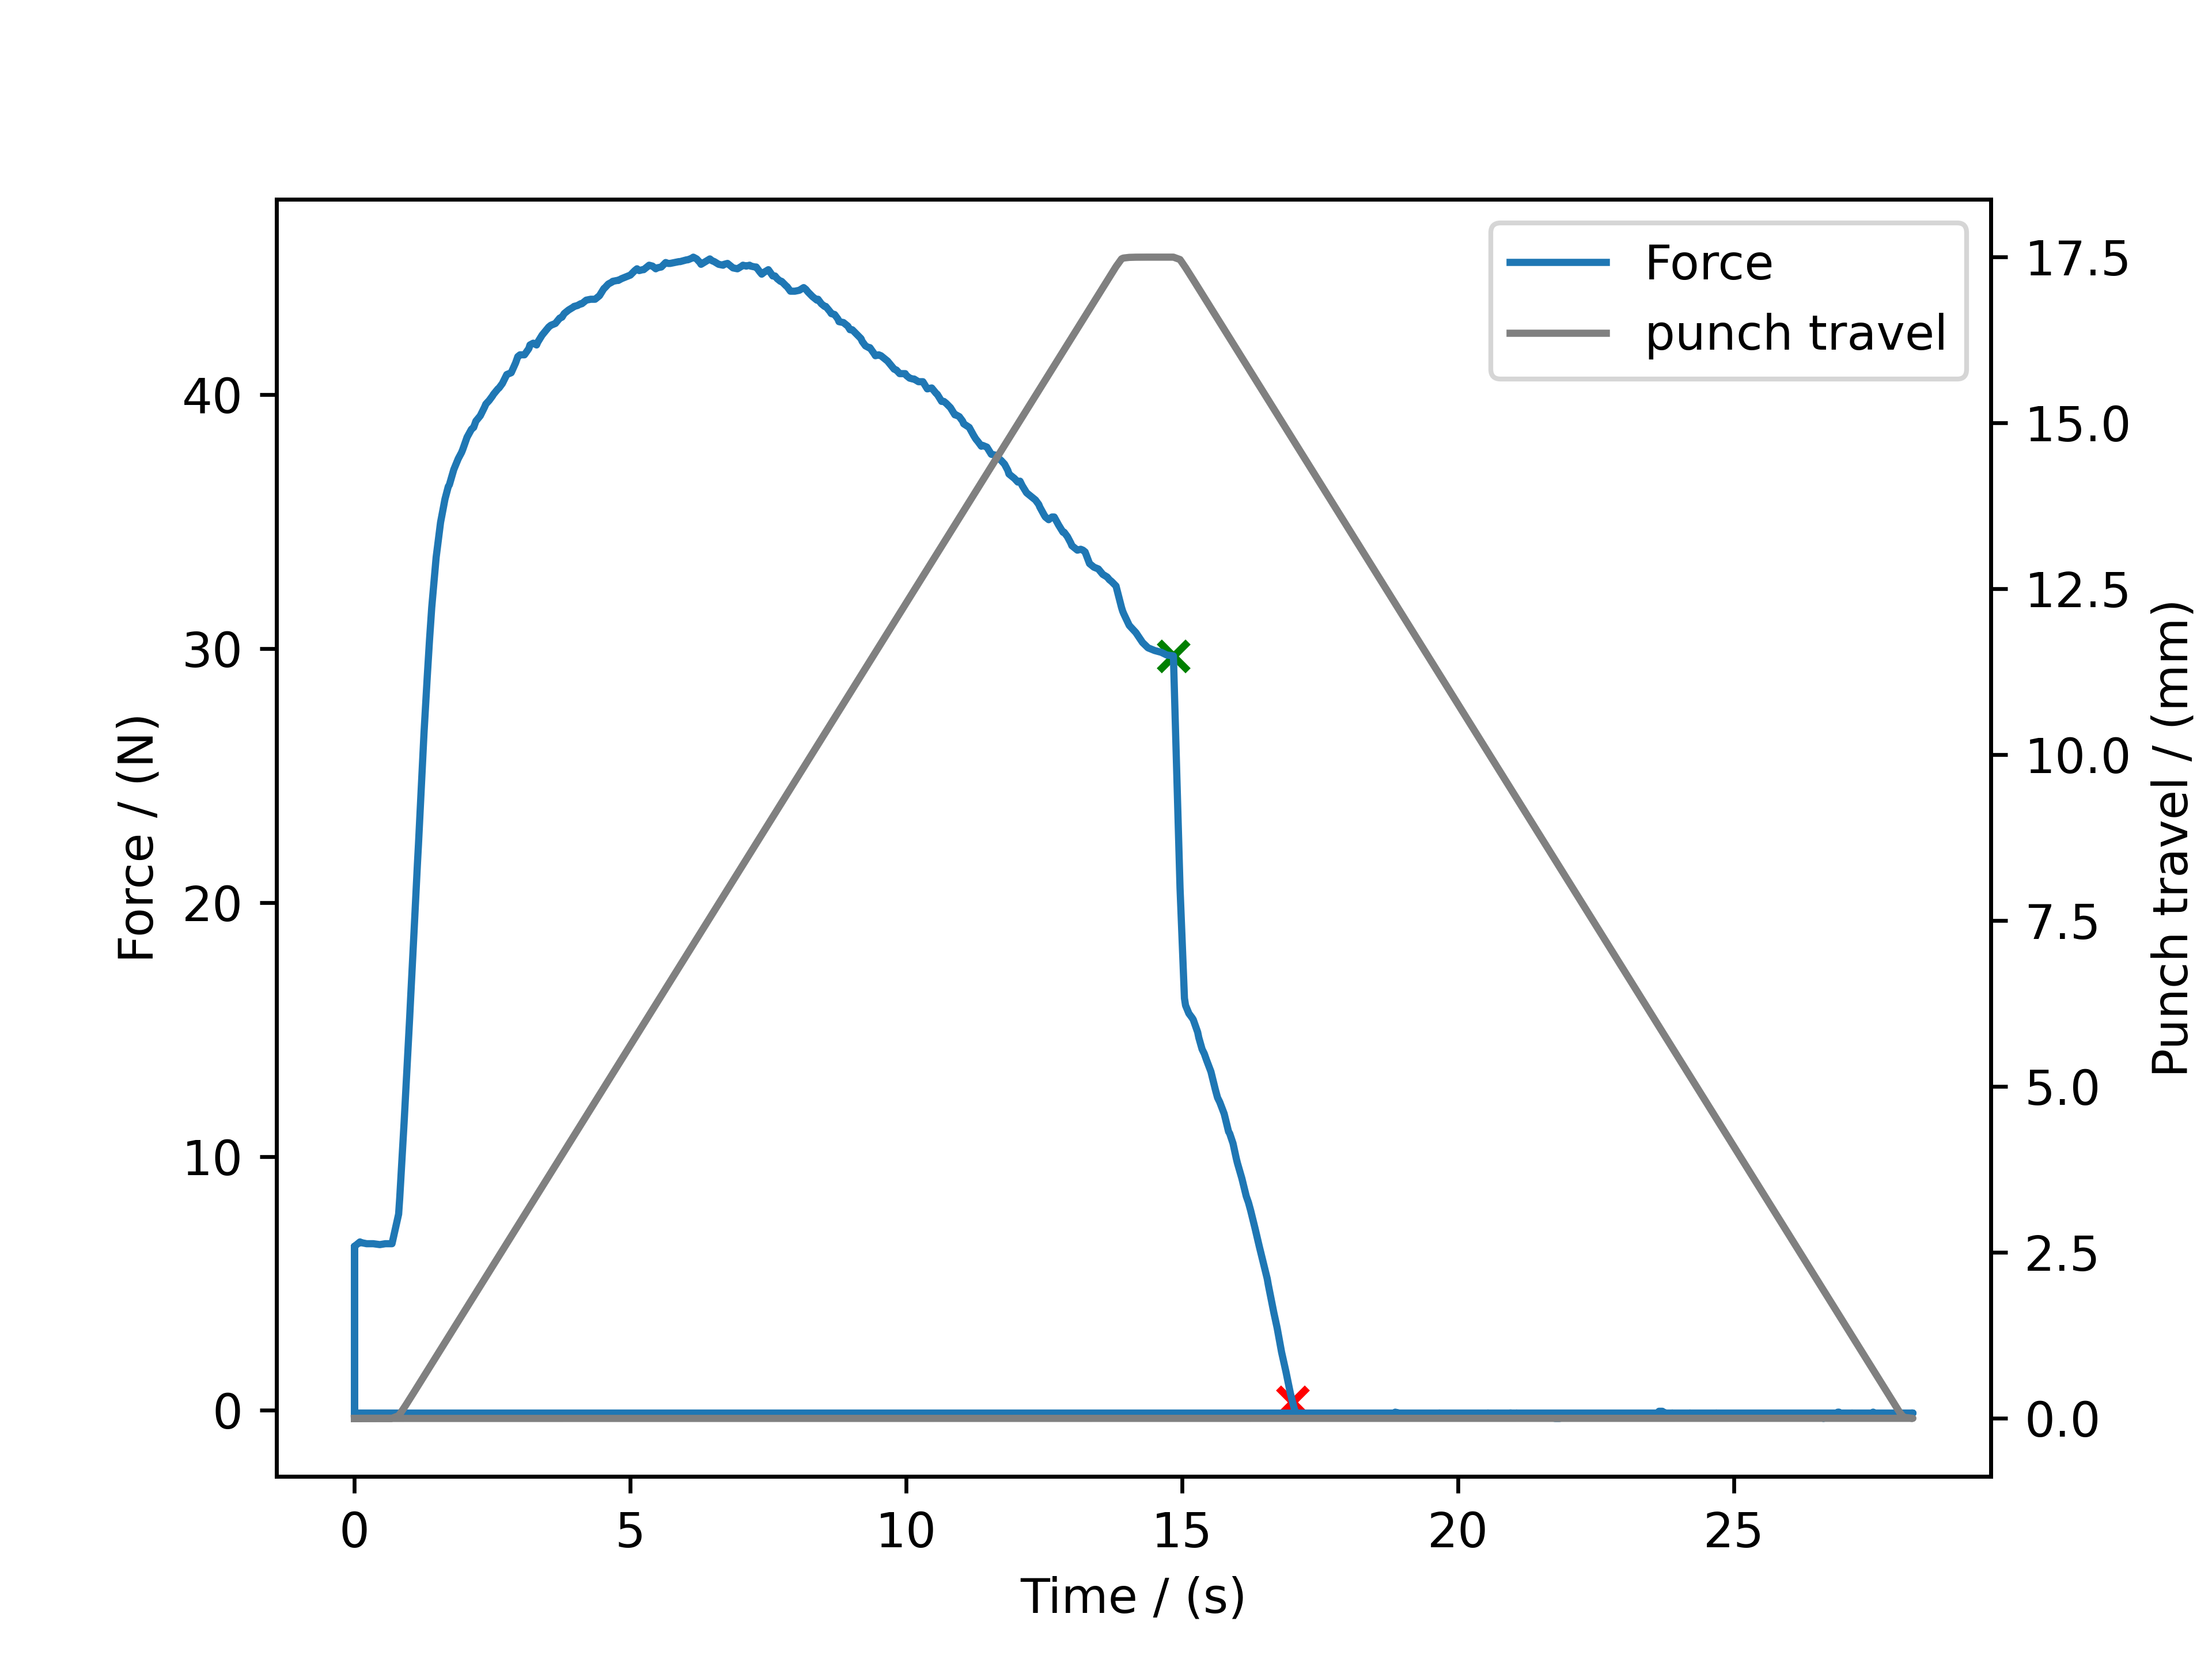 Force
punch travel
40
30
20
10
0
Force / (N)
17.5
15.0
12.5
10.0
7.5
5.0
2.5
0.0
Punch travel / (mm)
0 5 10 15 20 25
Time / (s)